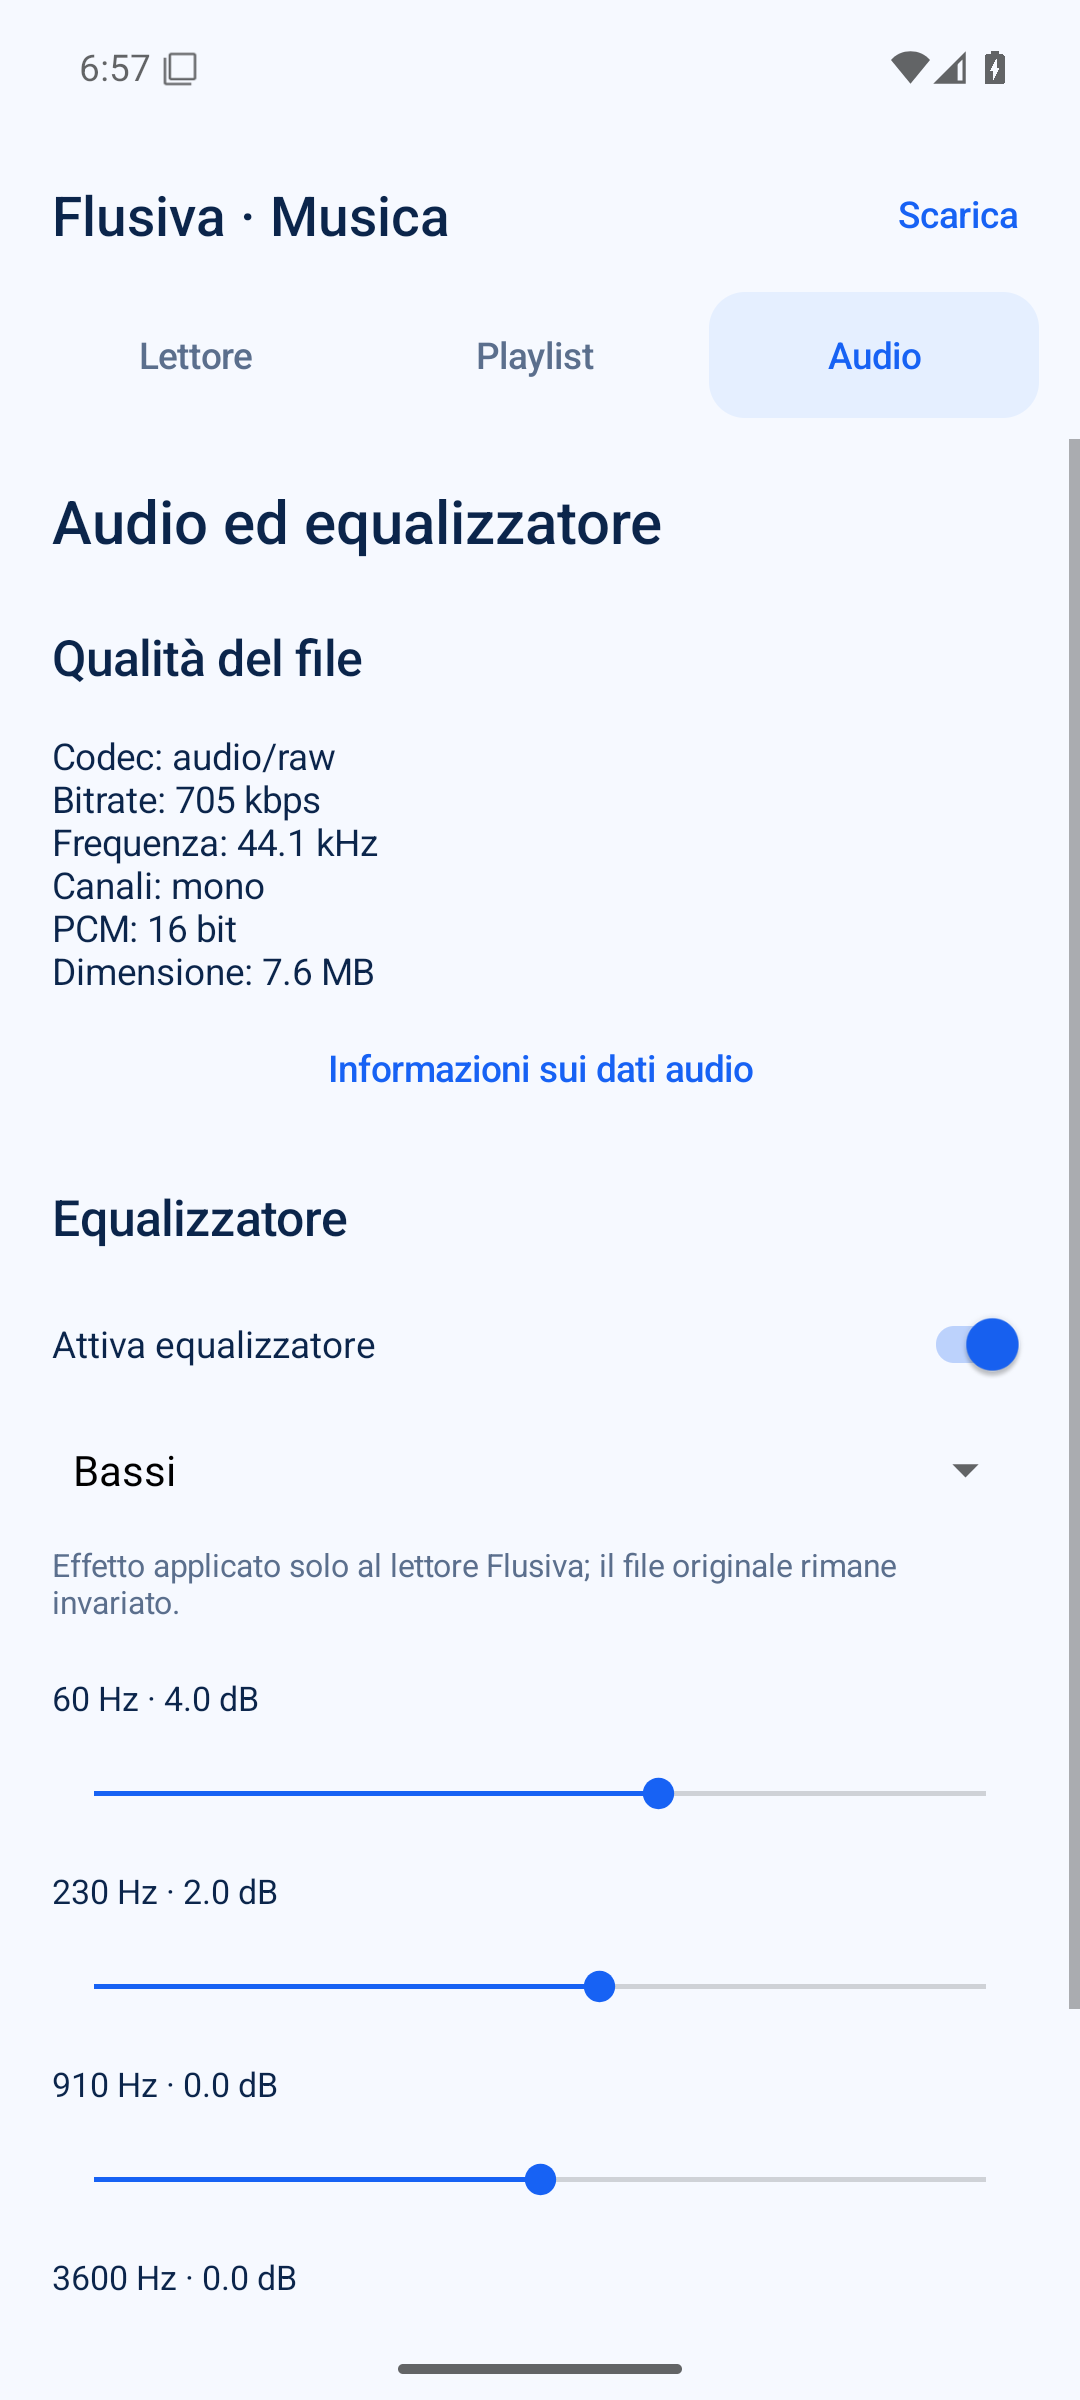 6:57
Flusiva · Musica
Scarica
Lettore
Playlist
Audio
Audio ed equalizzatore
Qualità del file
Codec: audio/raw
Bitrate: 705 kbps
Frequenza: 44.1 kHz
Canali: mono
PCM: 16 bit
Dimensione: 7.6 MB
Informazioni sui dati audio
Equalizzatore
Attiva equalizzatore
Bassi
Effetto applicato solo al lettore Flusiva; il file originale rimane
invariato.
60 Hz · 4.0 dB
230 Hz · 2.0 dB
910 Hz · 0.0 dB
3600 Hz · 0.0 dB